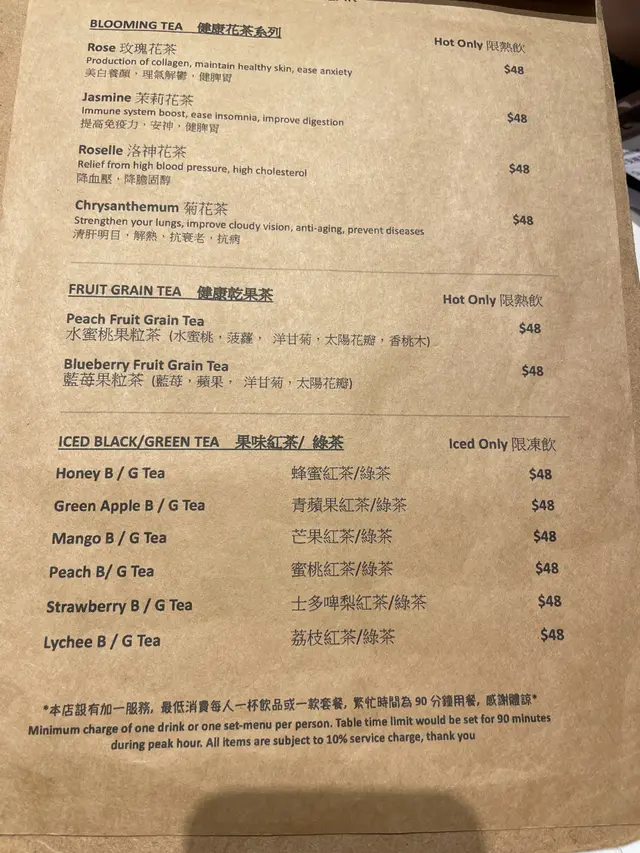 BLOOMING TEA 健康花茶系列 Hot Only 限熱飲
Rose 玫瑰花茶 $48
Production of collagen, maintain healthy skin, ease anxiety
美白養顏，理氣解鬱，健脾胃
Jasmine 茉莉花茶 $48
Immune system boost, ease insomnia, improve digestion
提高免疫力，安神，健脾胃
Roselle 洛神花茶 $48
Relief from high blood pressure, high cholesterol
降血壓，降膽固醇
Chrysanthemum 菊花茶 $48
Strengthen your lungs, improve cloudy vision, anti-aging, prevent diseases
清肝明目，解熱，抗衰老，抗病
FRUIT GRAIN TEA 健康乾果茶 Hot Only 限熱飲
Peach Fruit Grain Tea $48
水蜜桃果粒茶 (水蜜桃，菠蘿， 洋甘菊，太陽花瓣，香桃木)
Blueberry Fruit Grain Tea $48
藍苺果粒茶 (藍苺，蘋果， 洋甘菊，太陽花瓣)
ICED BLACK/GREEN TEA 果味紅茶/ 綠茶 Iced Only 限凍飲
Honey B / G Tea 蜂蜜紅茶/綠茶 $48
Green Apple B / G Tea 青蘋果紅茶/綠茶 $48
Mango B / G Tea 芒果紅茶/綠茶 $48
Peach B/ G Tea 蜜桃紅茶/綠茶 $48
Strawberry B / G Tea 士多啤梨紅茶/綠茶 $48
Lychee B / G Tea 荔枝紅茶/綠茶 $48
*本店設有加一服務, 最低消費每人一杯飲品或一款套餐, 繁忙時間為 90 分鐘用餐, 感謝體諒*
Minimum charge of one drink or one set-menu per person. Table time limit would be set for 90 minutes
during peak hour. All items are subject to 10% service charge, thank you